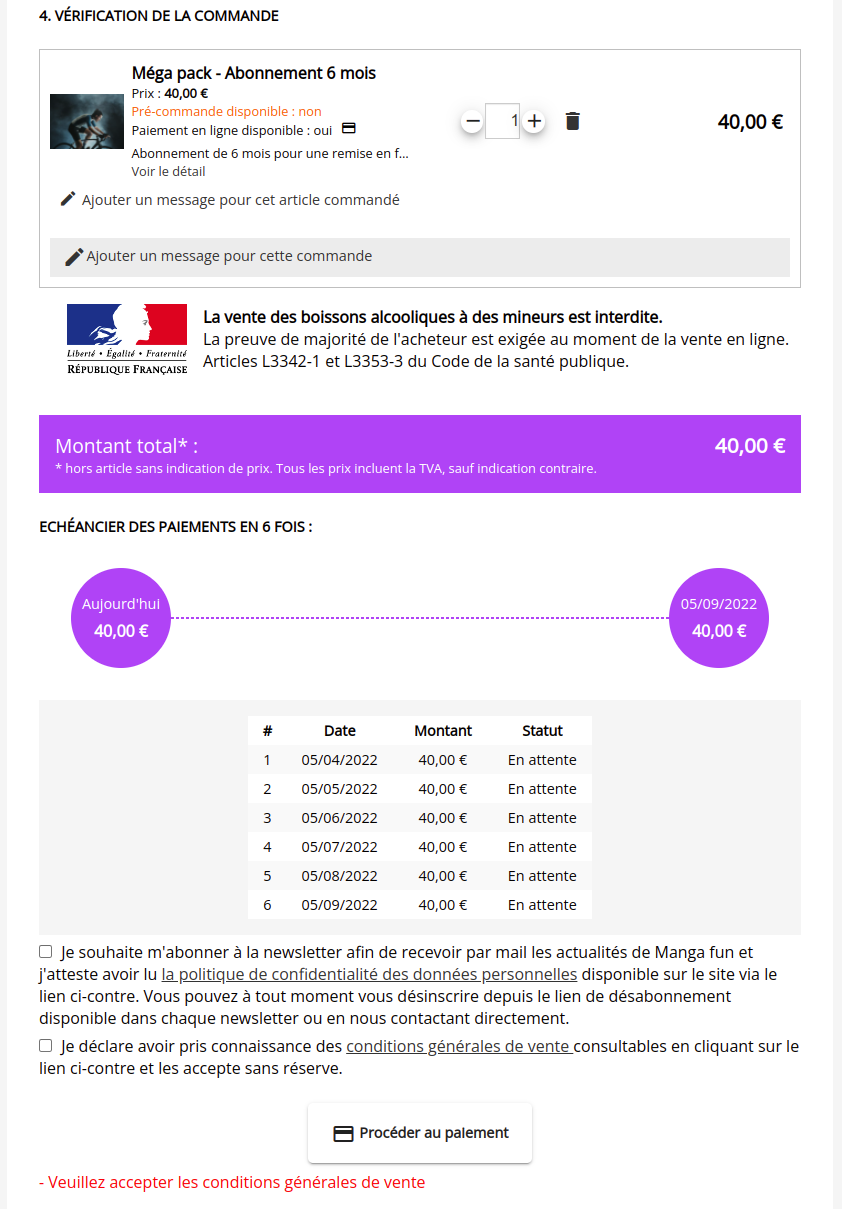 4. VÉRIFICATION DE LA COMMANDE
Méga pack - Abonnement 6 mois
Prix : 40,00 €
Pré-commande disponible : non
Paiement en ligne disponible : oui
Abonnement de 6 mois pour une remise en f...
Voir le détail
1
40,00 €
Ajouter un message pour cet article commandé
Ajouter un message pour cette commande
Liberté • Égalité • Fraternité
RÉPUBLIQUE FRANÇAISE
La vente des boissons alcooliques à des mineurs est interdite.
La preuve de majorité de l'acheteur est exigée au moment de la vente en ligne.
Articles L3342-1 et L3353-3 du Code de la santé publique.
Montant total* : 40,00 €
* hors article sans indication de prix. Tous les prix incluent la TVA, sauf indication contraire.
ECHÉANCIER DES PAIEMENTS EN 6 FOIS :
Aujourd'hui
40,00 €
05/09/2022
40,00 €
# Date Montant Statut
1 05/04/2022 40,00 € En attente
2 05/05/2022 40,00 € En attente
3 05/06/2022 40,00 € En attente
4 05/07/2022 40,00 € En attente
5 05/08/2022 40,00 € En attente
6 05/09/2022 40,00 € En attente
Je souhaite m'abonner à la newsletter afin de recevoir par mail les actualités de Manga fun et
j'atteste avoir lu la politique de confidentialité des données personnelles disponible sur le site via le
lien ci-contre. Vous pouvez à tout moment vous désinscrire depuis le lien de désabonnement
disponible dans chaque newsletter ou en nous contactant directement.
Je déclare avoir pris connaissance des conditions générales de vente consultables en cliquant sur le
lien ci-contre et les accepte sans réserve.
Procéder au paiement
- Veuillez accepter les conditions générales de vente